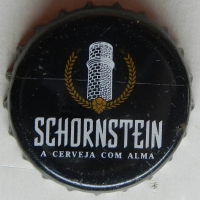 SCHORNSTEIN
A CERVEJA COM ALMA